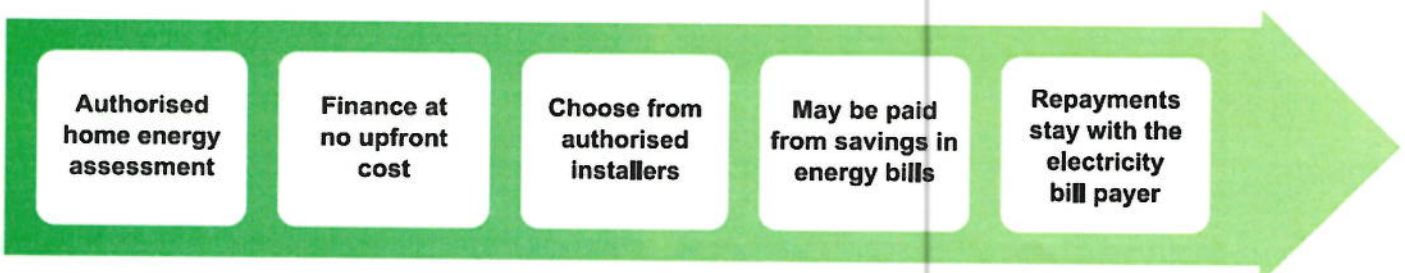 Authorised
home energy
assessment
Finance at
no upfront
cost
Choose from
authorised
installers
May be paid
from savings in
energy bills
Repayments
stay with the
electricity
bill payer